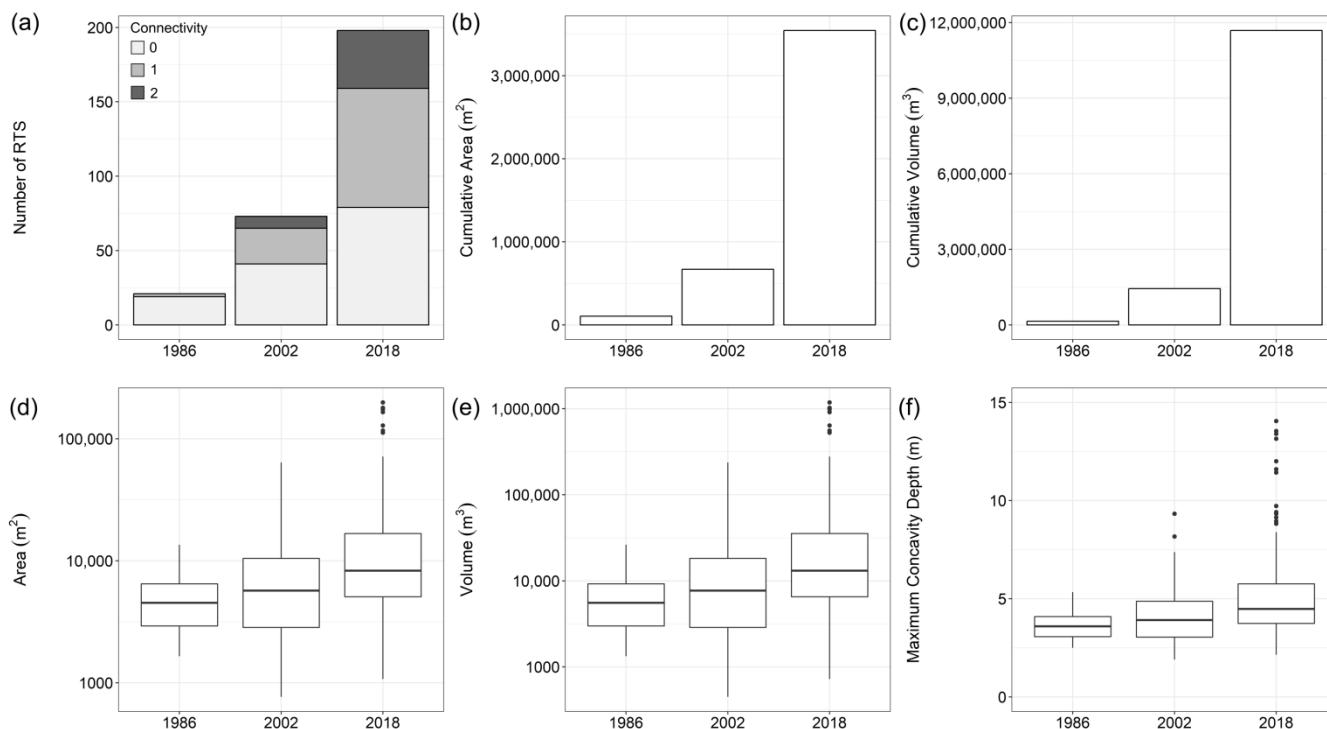 (a)
Number of RTS
200
150
100
50
0
Connectivity
0
1
2
1986 2002 2018
(b)
Cumulative Area (m²)
3,000,000
2,000,000
1,000,000
0
1986 2002 2018
(c)
Cumulative Volume (m³)
12,000,000
9,000,000
6,000,000
3,000,000
0
1986 2002 2018
(d)
Area (m²)
100,000
10,000
1000
1986 2002 2018
(e)
Volume (m³)
1,000,000
100,000
10,000
1000
1986 2002 2018
(f)
Maximum Concavity Depth (m)
15
10
5
0
1986 2002 2018